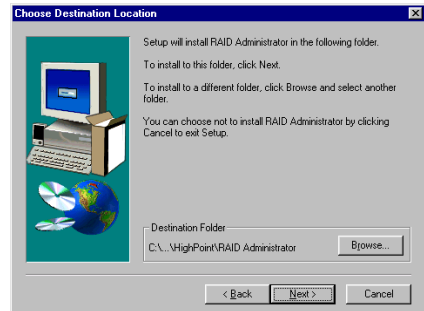 Choose Destination Location
Setup will install RAID Administrator in the following folder.
To install to this folder, click Next.
To install to a different folder, click Browse and select another
folder.
You can choose not to install RAID Administrator by clicking
Cancel to exit Setup.
Destination Folder
C:\...\HighPoint\RAID Administrator
Browse...
< Back
Next >
Cancel